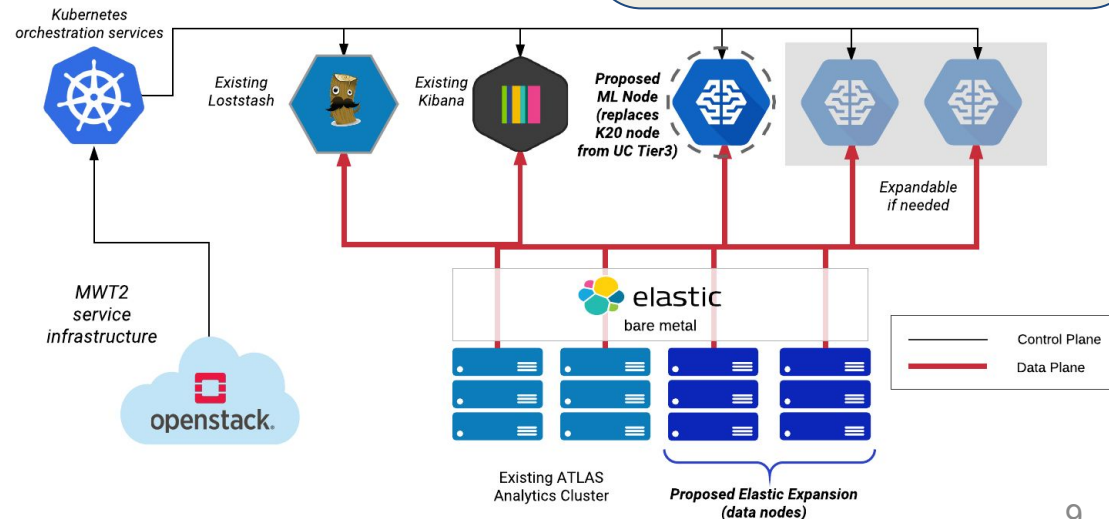 Kubernetes
orchestration services
Existing
Loststash
Existing
Kibana
Proposed
ML Node
(replaces
K20 node
from UC Tier3)
Expandable
if needed
MWT2
service
infrastructure
openstack.
elastic
bare metal
Control Plane
Data Plane
Existing ATLAS
Analytics Cluster
Proposed Elastic Expansion
(data nodes)
9